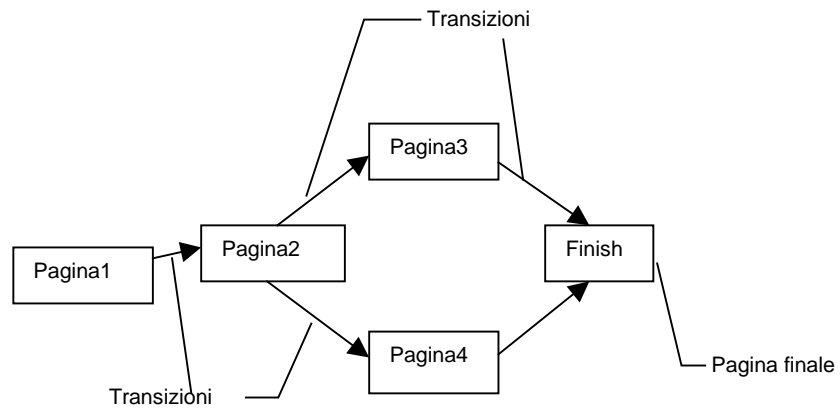 Transizioni
Pagina3
Pagina2
Finish
Pagina1
Pagina4
Pagina finale
Transizioni